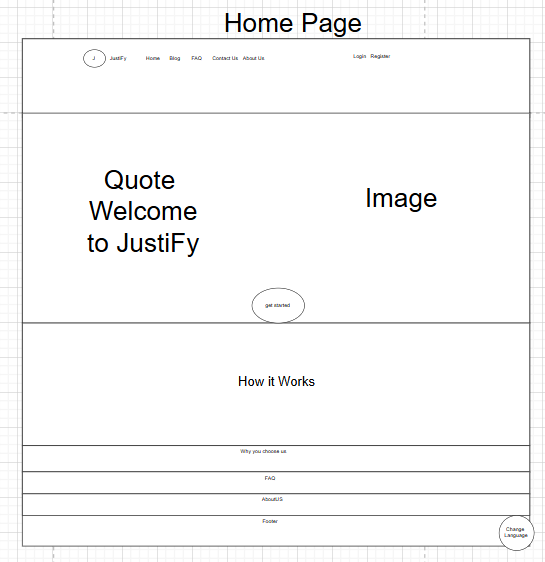 Home Page
J JustiFy Home Blog FAQ Contact Us About Us Login Register
Quote
Welcome
to JustiFy
Image
get started
How it Works
Why you choose us
FAQ
AboutUS
Footer
Change
Language